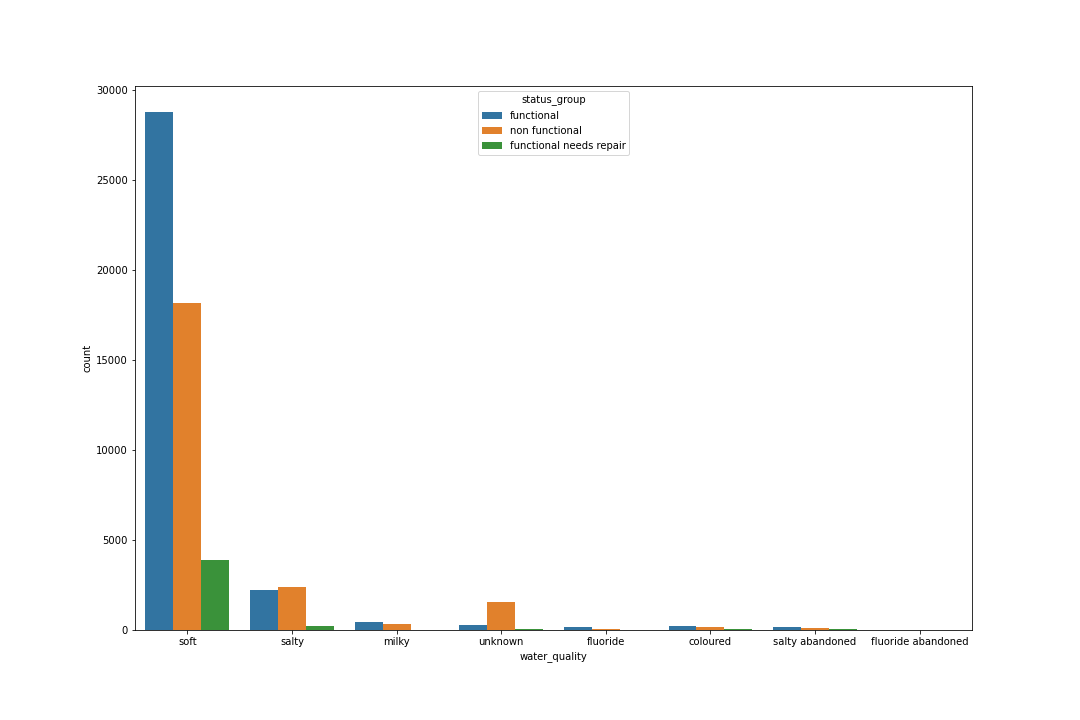 status_group
functional
non functional
functional needs repair
30000
25000
20000
15000
10000
5000
0
count
soft salty milky unknown fluoride coloured salty abandoned fluoride abandoned
water_quality